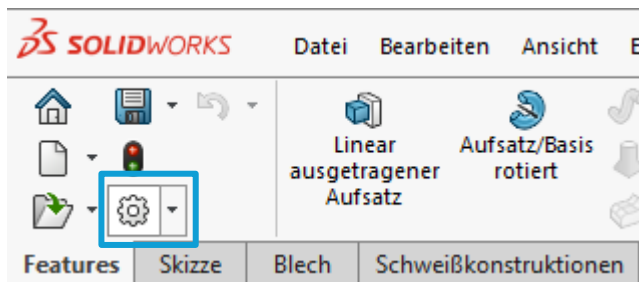 SOLIDWORKS
Datei Bearbeiten Ansicht
Linear
ausgetragener
Aufsatz
Aufsatz/Basis
rotiert
Features Skizze Blech Schweißkonstruktionen